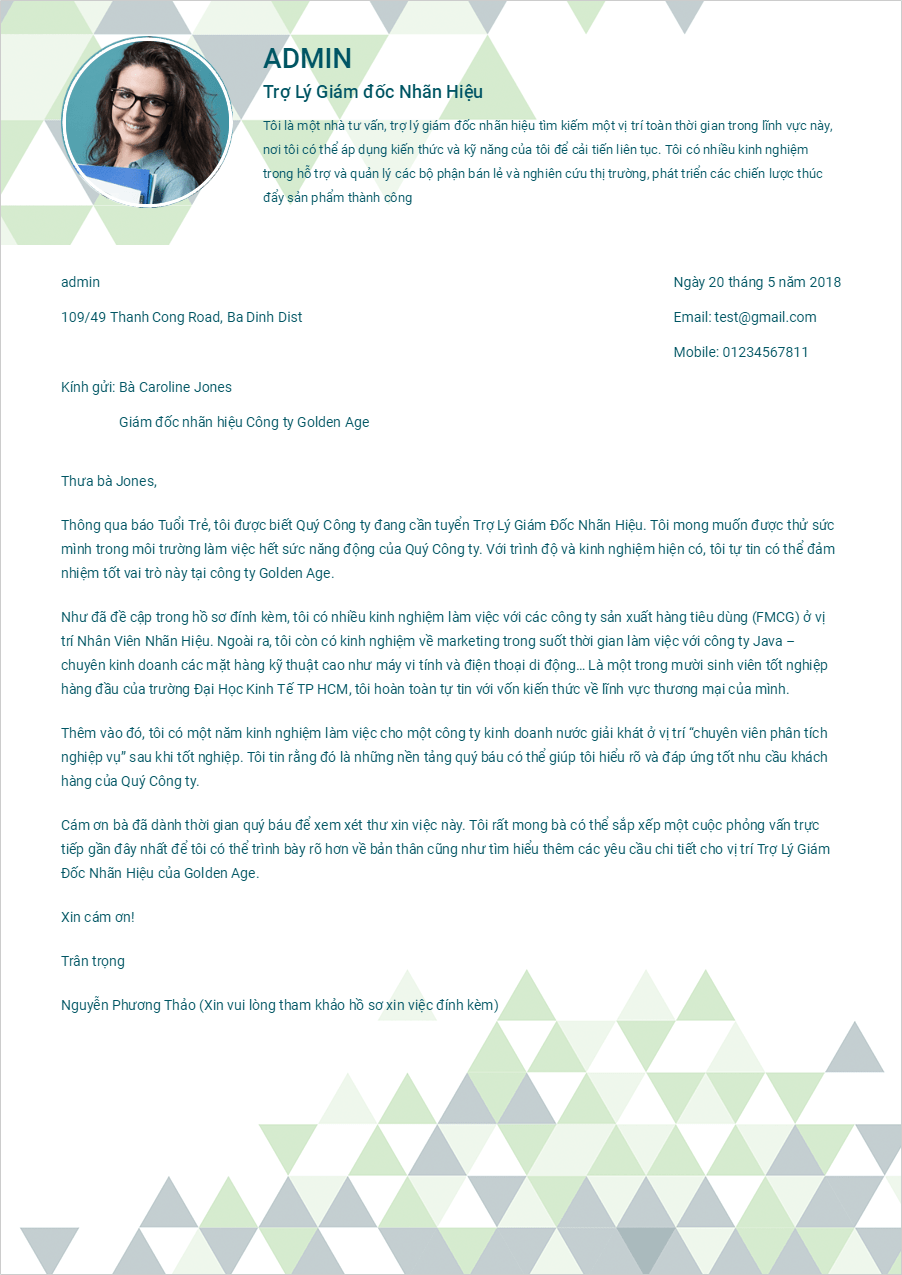 ADMIN
Trợ Lý Giám đốc Nhãn Hiệu
Tôi là một nhà tư vấn, trợ lý giám đốc nhãn hiệu tìm kiếm một vị trí toàn thời gian trong lĩnh vực này,
nơi tôi có thể áp dụng kiến thức và kỹ năng của tôi để cải tiến liên tục. Tôi có nhiều kinh nghiệm
trong hỗ trợ và quản lý các bộ phận bán lẻ và nghiên cứu thị trường, phát triển các chiến lược thúc
đẩy sản phẩm thành công
admin
Ngày 20 tháng 5 năm 2018
109/49 Thanh Cong Road, Ba Dinh Dist
Email: test@gmail.com
Mobile: 01234567811
Kính gửi: Bà Caroline Jones
Giám đốc nhãn hiệu Công ty Golden Age
Thưa bà Jones,
Thông qua báo Tuổi Trẻ, tôi được biết Quý Công ty đang cần tuyển Trợ Lý Giám Đốc Nhãn Hiệu. Tôi mong muốn được thử sức
mình trong môi trường làm việc hết sức năng động của Quý Công ty. Với trình độ và kinh nghiệm hiện có, tôi tự tin có thể đảm
nhiệm tốt vai trò này tại công ty Golden Age.
Như đã đề cập trong hồ sơ đính kèm, tôi có nhiều kinh nghiệm làm việc với các công ty sản xuất hàng tiêu dùng (FMCG) ở vị
trí Nhân Viên Nhãn Hiệu. Ngoài ra, tôi còn có kinh nghiệm về marketing trong suốt thời gian làm việc với công ty Java –
chuyên kinh doanh các mặt hàng kỹ thuật cao như máy vi tính và điện thoại di động… Là một trong mười sinh viên tốt nghiệp
hàng đầu của trường Đại Học Kinh Tế TP HCM, tôi hoàn toàn tự tin với vốn kiến thức về lĩnh vực thương mại của mình.
Thêm vào đó, tôi có một năm kinh nghiệm làm việc cho một công ty kinh doanh nước giải khát ở vị trí “chuyên viên phân tích
nghiệp vụ” sau khi tốt nghiệp. Tôi tin rằng đó là những nền tảng quý báu có thể giúp tôi hiểu rõ và đáp ứng tốt nhu cầu khách
hàng của Quý Công ty.
Cám ơn bà đã dành thời gian quý báu để xem xét thư xin việc này. Tôi rất mong bà có thể sắp xếp một cuộc phỏng vấn trực
tiếp gần đây nhất để tôi có thể trình bày rõ hơn về bản thân cũng như tìm hiểu thêm các yêu cầu chi tiết cho vị trí Trợ Lý Giám
Đốc Nhãn Hiệu của Golden Age.
Xin cám ơn!
Trân trọng
Nguyễn Phương Thảo (Xin vui lòng tham khảo hồ sơ xin việc đính kèm)